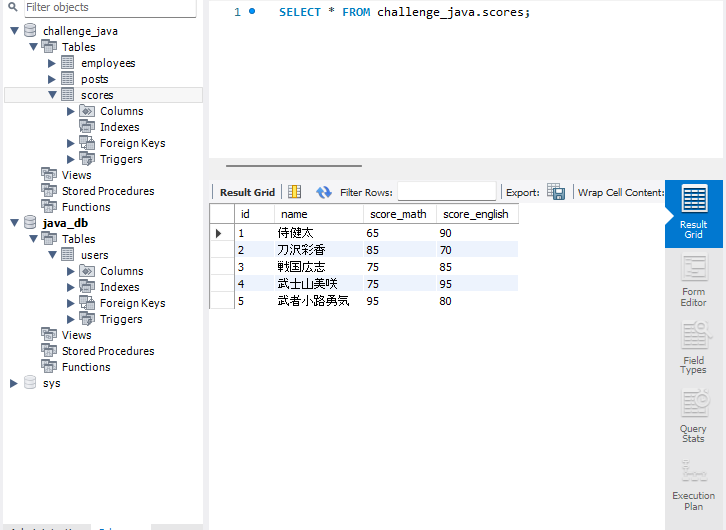 Filter objects
challenge_java
Tables
employees
posts
scores
Columns
Indexes
Foreign Keys
Triggers
Views
Stored Procedures
Functions
java_db
Tables
users
Columns
Indexes
Foreign Keys
Triggers
Views
Stored Procedures
Functions
sys
1 SELECT * FROM challenge_java.scores;
Result Grid Filter Rows: Export: Wrap Cell Content:
id name score_math score_english
1 侍健太 65 90
2 刀沢彩香 85 70
3 戦国広志 75 85
4 武士山美咲 75 95
5 武者小路勇気 95 80
Result
Grid
Form
Editor
Field
Types
Query
Stats
Execution
Plan